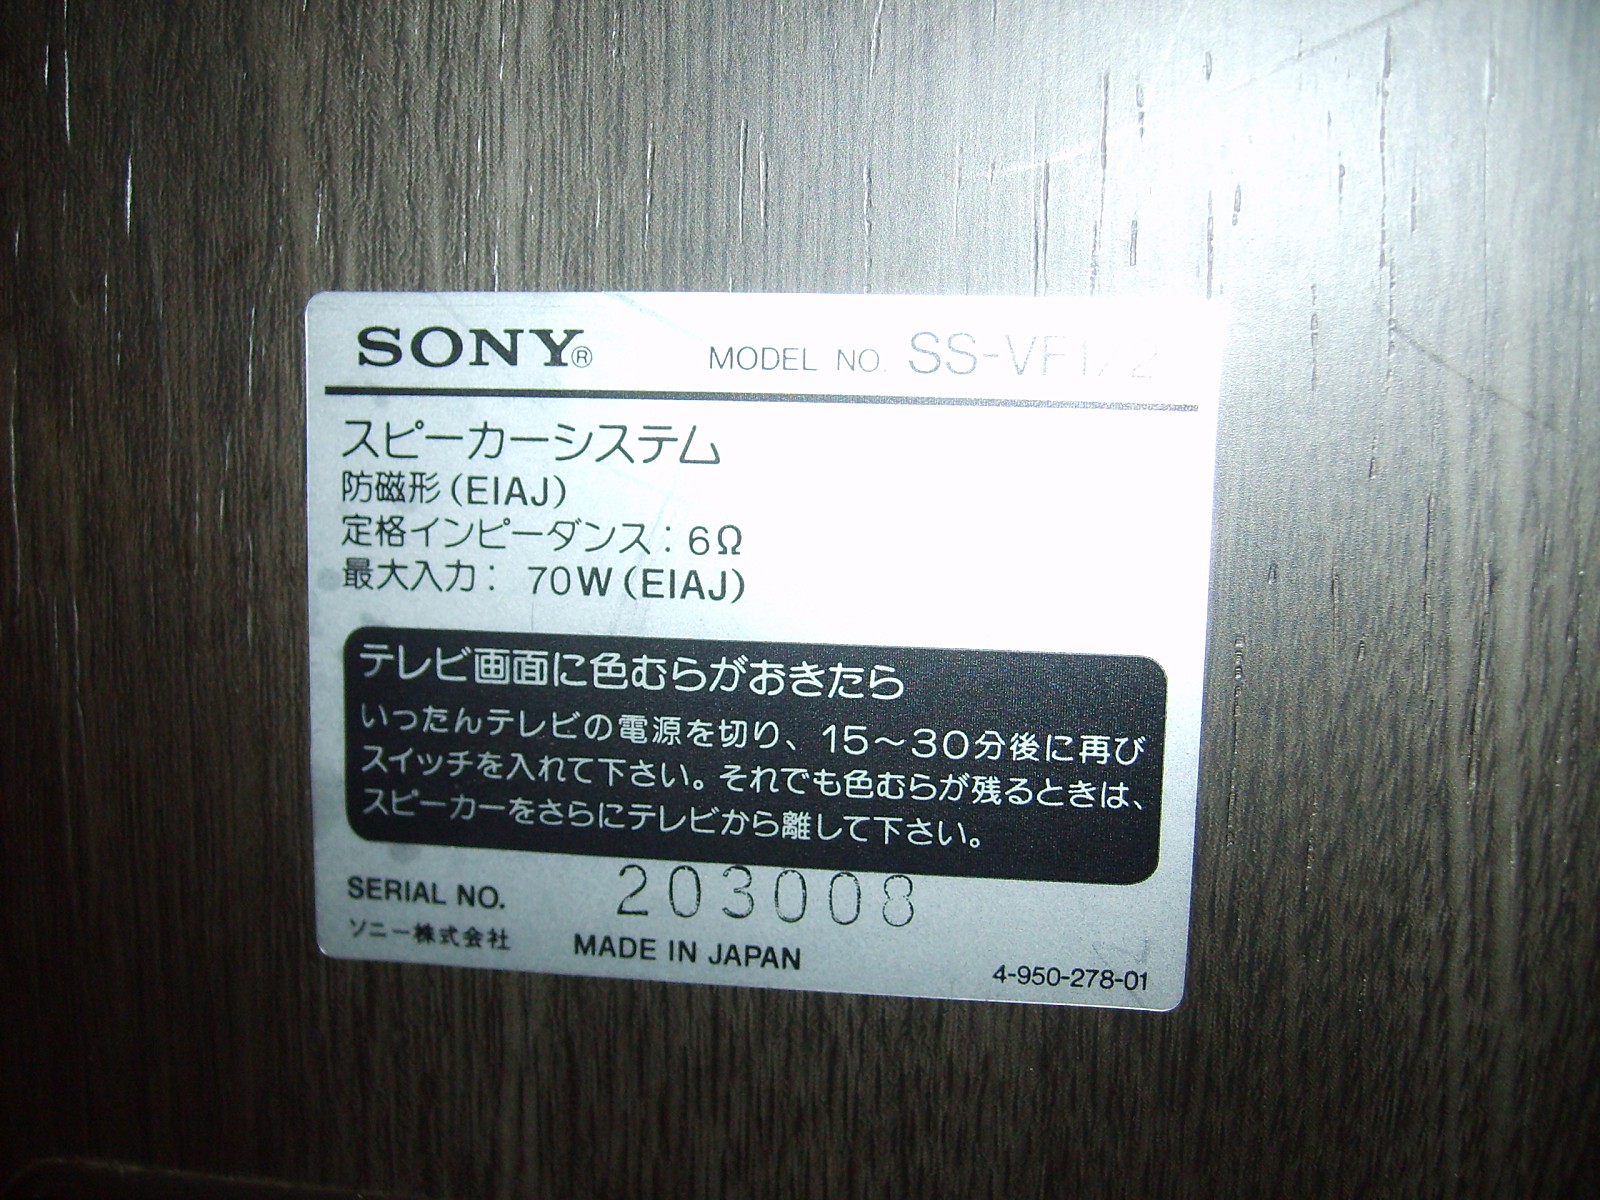 SONY®
MODEL NO.
スピーカーシステム
防磁形(EIAJ)
定格インピーダンス：6Ω
最大入力： 70W(EIAJ)
テレビ画面に色むらがおきたら
いったんテレビの電源を切り、15～30分後に再び
スイッチを入れて下さい。それでも色むらが残るときは、
スピーカーをさらにテレビから離して下さい。
SERIAL NO. 203008
ソニー株式会社 MADE IN JAPAN
4-950-278-01